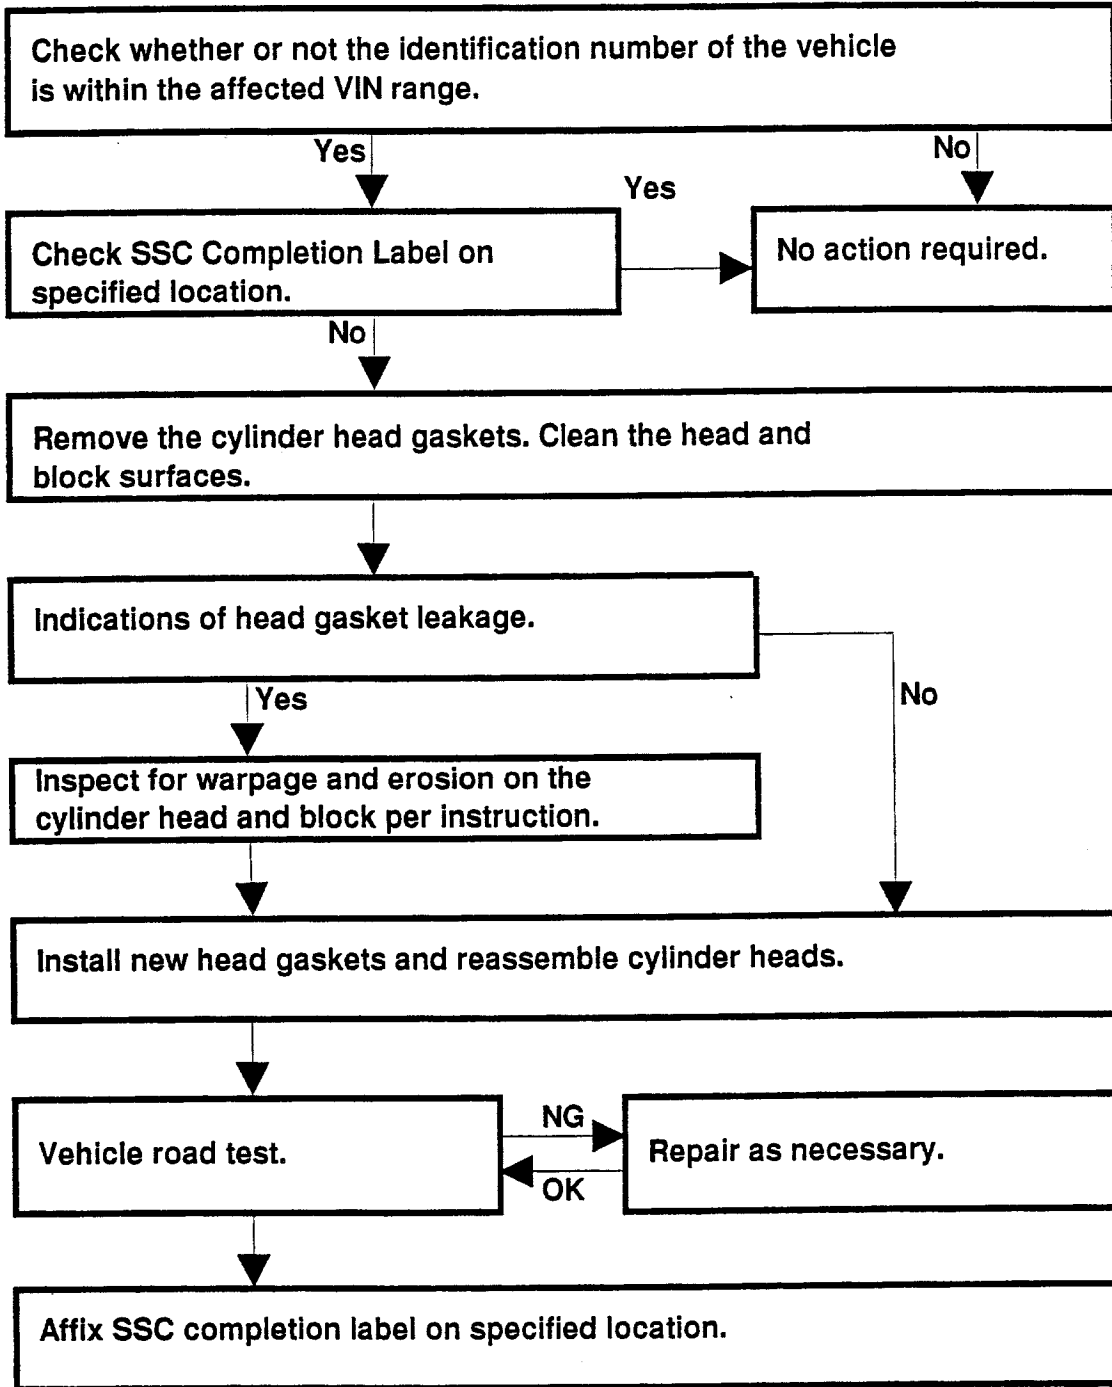 Check whether or not the identification number of the vehicle
is within the affected VIN range.
Yes
No
Yes
Check SSC Completion Label on
specified location.
No action required.
No
Remove the cylinder head gaskets. Clean the head and
block surfaces.
Indications of head gasket leakage.
Yes
No
Inspect for warpage and erosion on the
cylinder head and block per instruction.
Install new head gaskets and reassemble cylinder heads.
Vehicle road test.
NG
OK
Repair as necessary.
Affix SSC completion label on specified location.